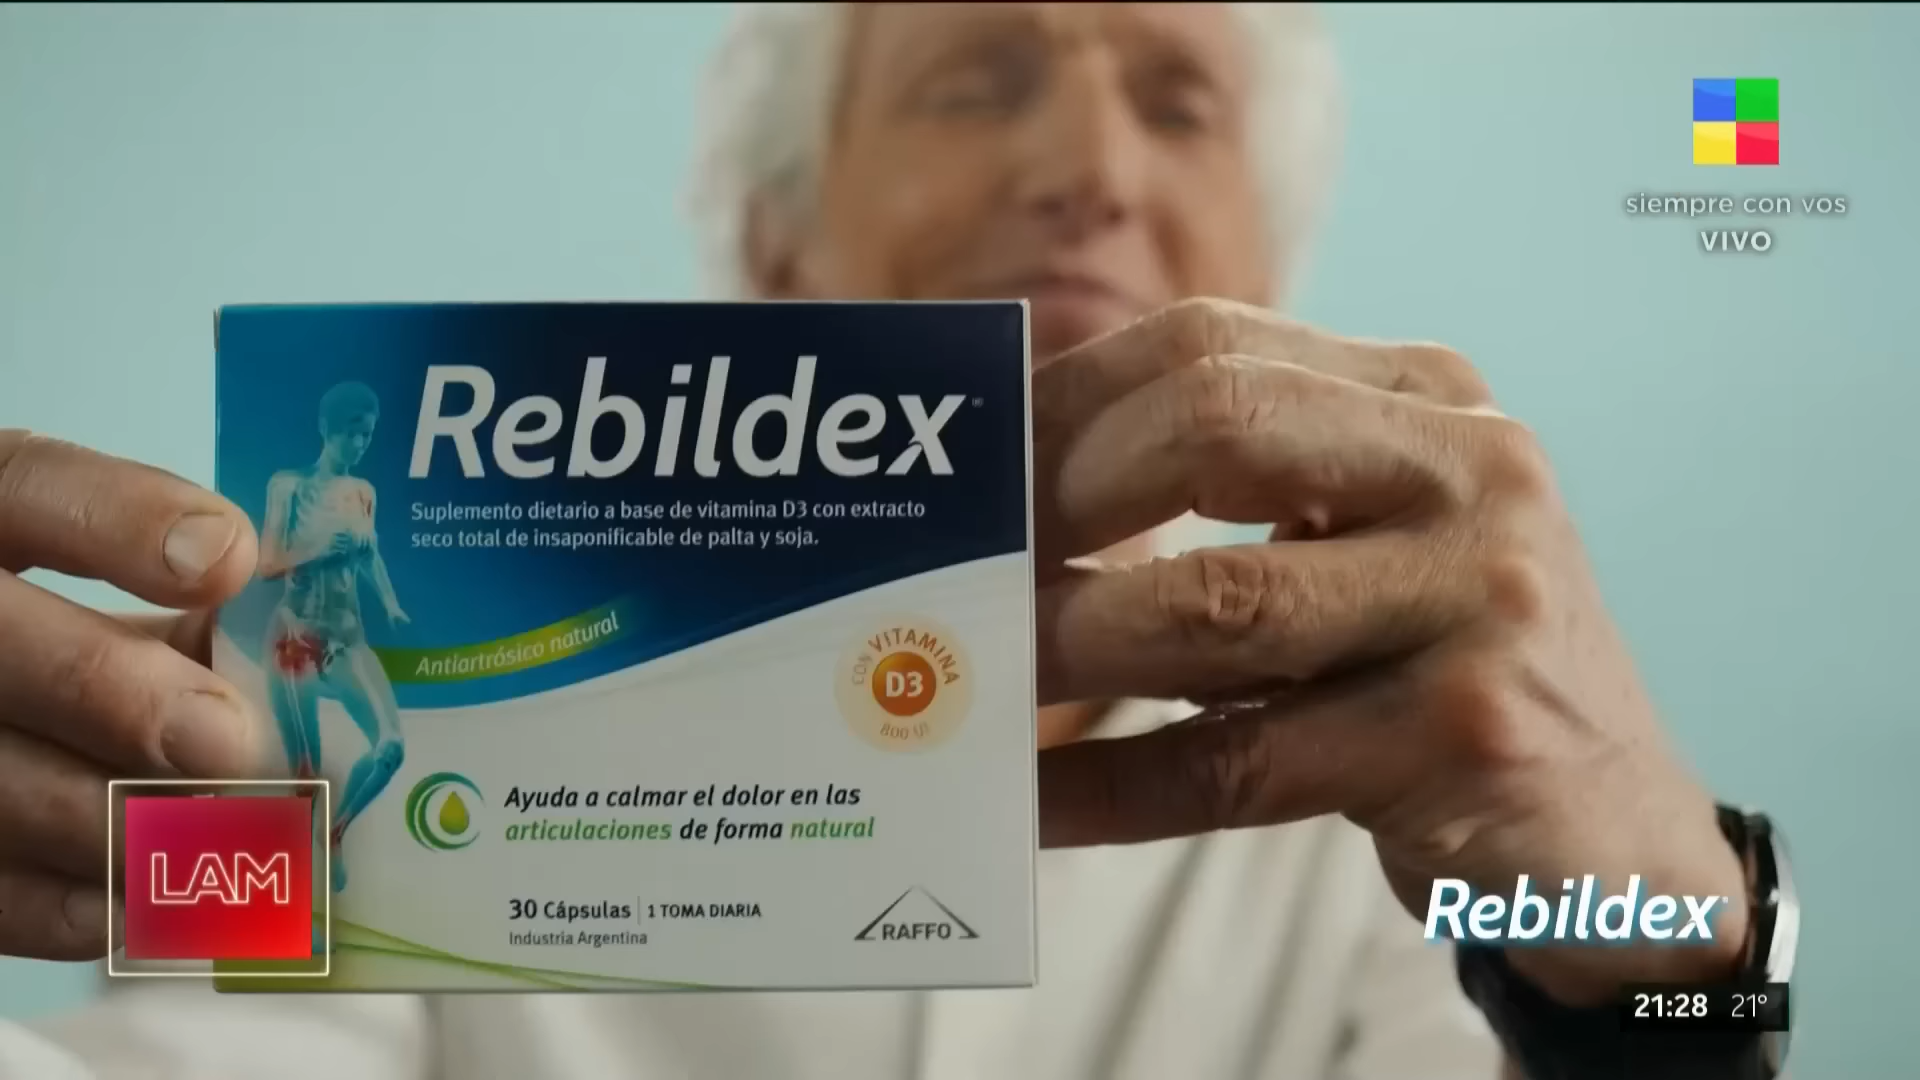 siempre con vos
VIVO
Rebildex
Suplemento dietario a base de vitamina D3 con extracto
seco total de insaponificable de palta y soja.
Antiartrósico natural
CON VITAMINA
D3
800 UI
Ayuda a calmar el dolor en las
articulaciones de forma natural
30 Cápsulas | 1 TOMA DIARIA
Industria Argentina
RAFFO
LAM
Rebildex
21:28 21°